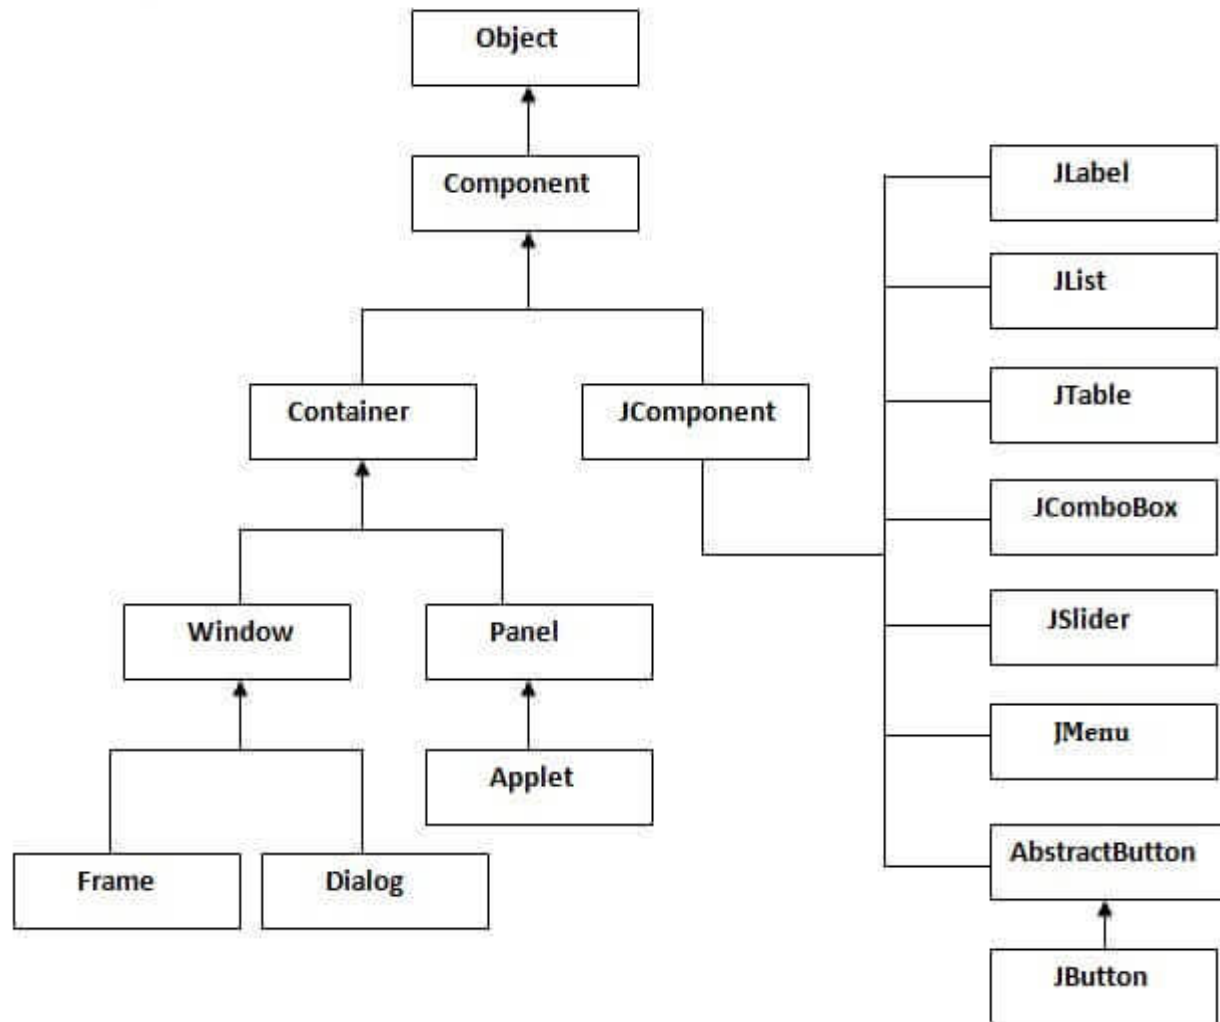 Object
Component
Container
JComponent
Window
Panel
Applet
Frame
Dialog
JLabel
JList
JTable
JComboBox
JSlider
JMenu
AbstractButton
JButton